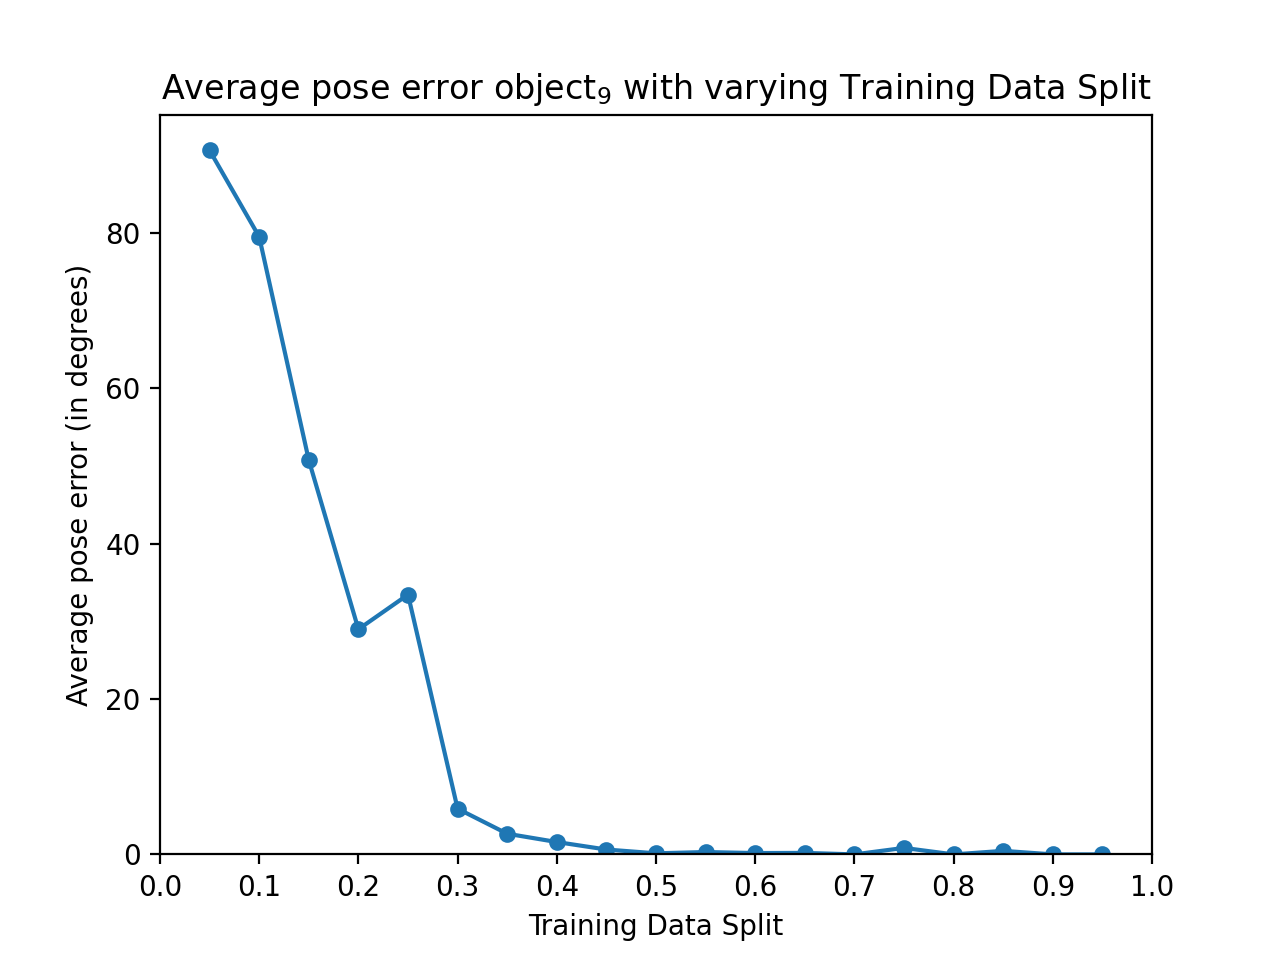 Average pose error object₉ with varying Training Data Split
Average pose error (in degrees)
80
60
40
20
0
0.0 0.1 0.2 0.3 0.4 0.5 0.6 0.7 0.8 0.9 1.0
Training Data Split